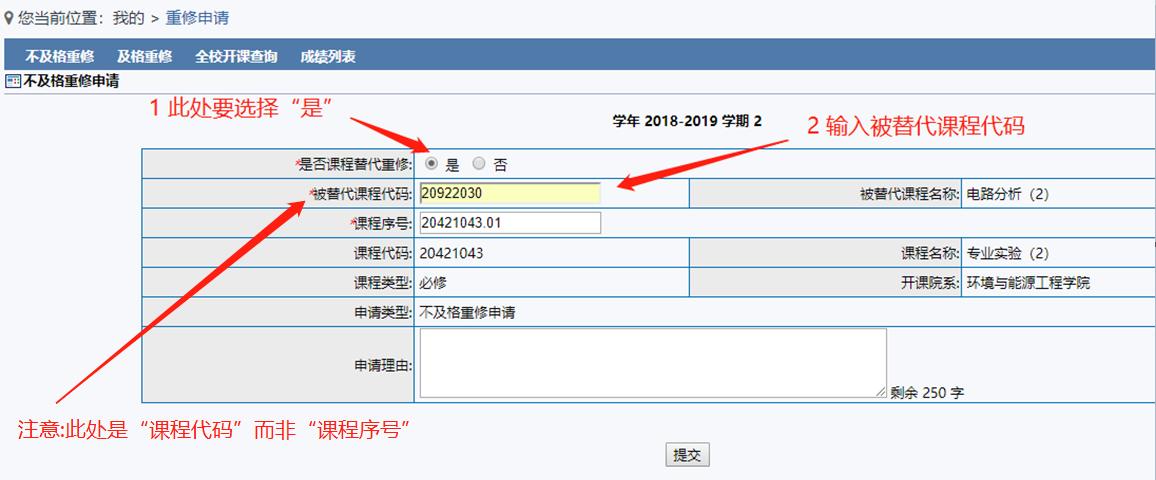 您当前位置：我的 > 重修申请
不及格重修 及格重修 全校开课查询 成绩列表
不及格重修申请
1 此处要选择“是”
学年 2018-2019 学期 2
2 输入被替代课程代码
*是否课程替代重修: 是 否
*被替代课程代码: 20922030 被替代课程名称: 电路分析（2）
*课程序号: 20421043.01
课程代码: 20421043 课程名称: 专业实验（2）
课程类型: 必修 开课院系: 环境与能源工程学院
申请类型: 不及格重修申请
申请理由: 剩余 250 字
注意:此处是“课程代码”而非“课程序号”
提交